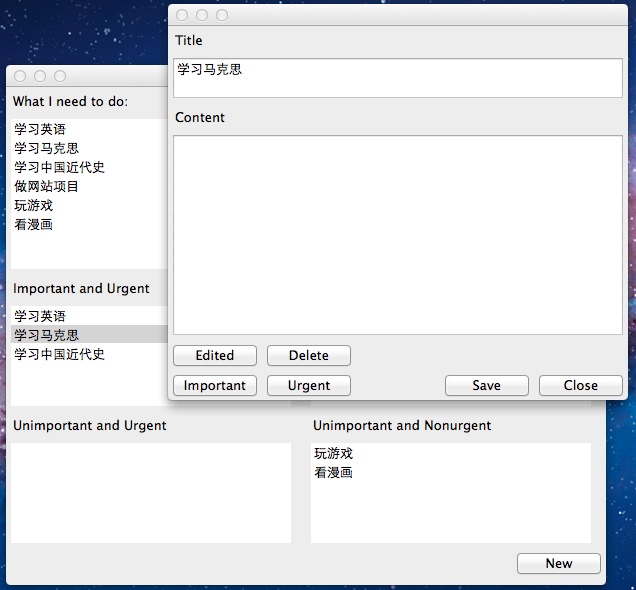 Title
学习马克思
Content
Edited
Delete
Important
Urgent
Save
Close
What I need to do:
学习英语
学习马克思
学习中国近代史
做网站项目
玩游戏
看漫画
Important and Urgent
学习英语
学习马克思
学习中国近代史
Unimportant and Urgent
Unimportant and Nonurgent
玩游戏
看漫画
New